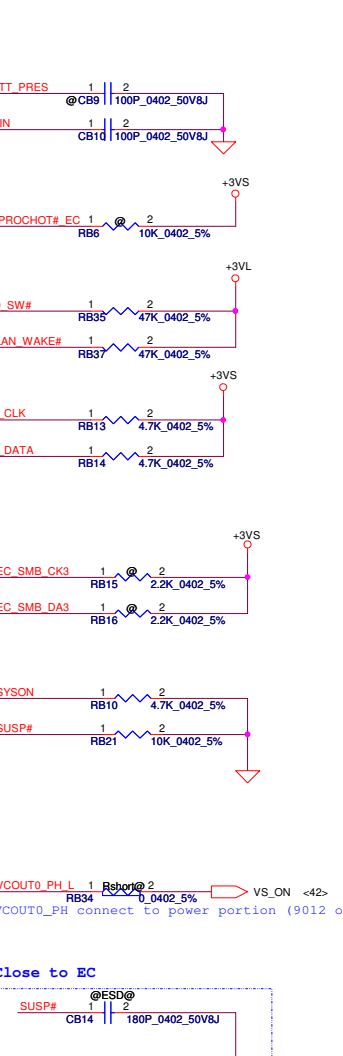 TT_PRES 1 2
@CB9 100P_0402_50V8J
IN 1 2
CB10 100P_0402_50V8J
+3VS
PROCHOT#_EC 1 @ 2
RB6 10K_0402_5%
+3VL
_SW# 1 2
RB35 47K_0402_5%
LAN_WAKE# 1 2
RB37 47K_0402_5%
+3VS
_CLK 1 2
RB13 4.7K_0402_5%
_DATA 1 2
RB14 4.7K_0402_5%
+3VS
EC_SMB_CK3 1 @ 2
RB15 2.2K_0402_5%
EC_SMB_DA3 1 @ 2
RB16 2.2K_0402_5%
SYSON 1 2
RB10 4.7K_0402_5%
SUSP# 1 2
RB21 10K_0402_5%
VCOUT0_PH_L 1 Rshort@ 2
RB34 0_0402_5%
VS_ON <42>
VCOUT0_PH connect to power portion (9012 o
Close to EC
@ESD@
SUSP# 1 2
CB14 180P_0402_50V8J